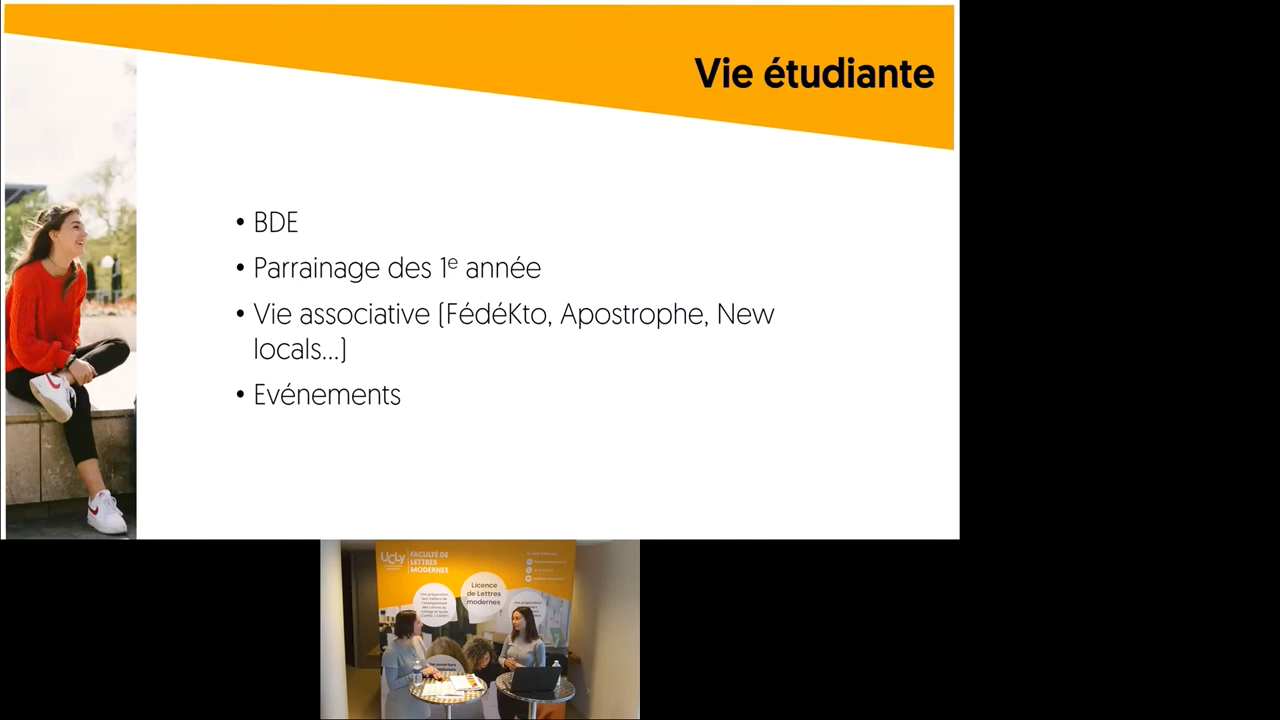 Vie étudiante
• BDE
• Parrainage des 1e année
• Vie associative (FédéKto, Apostrophe, New
locals...)
• Evénements
UCLy
FACULTÉ DE
LETTRES
MODERNES
Licence
de Lettres
modernes